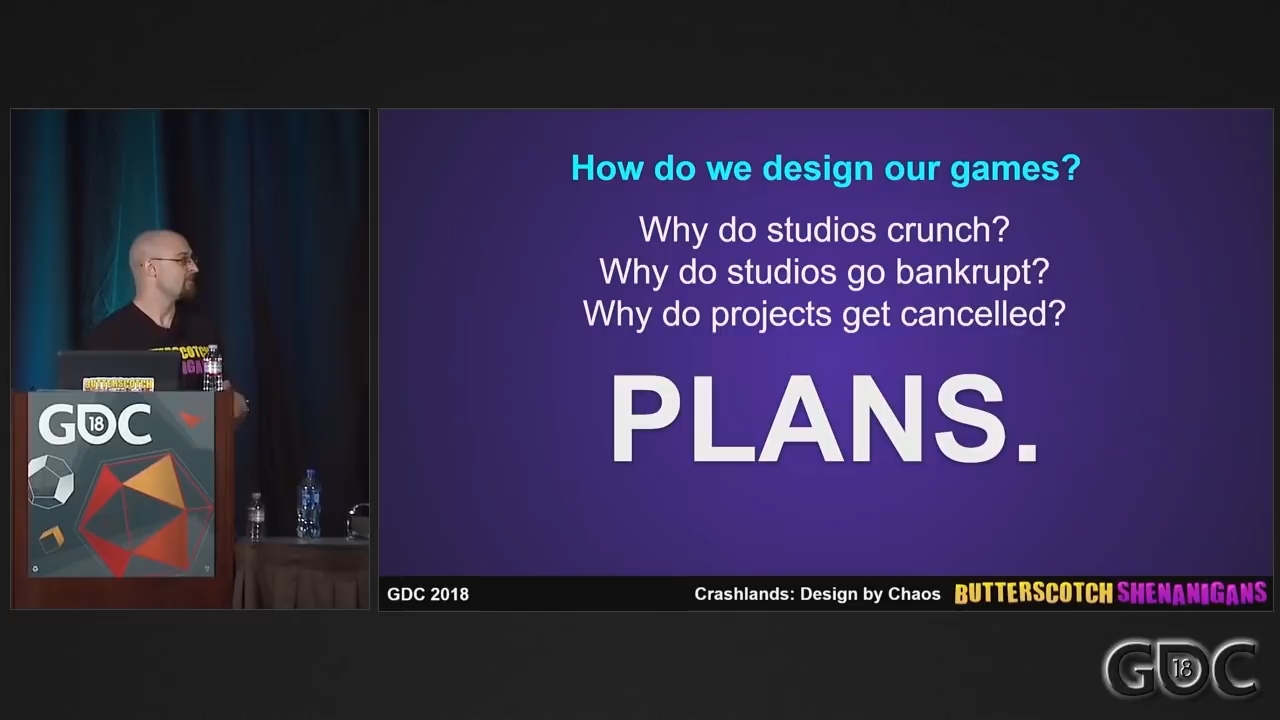 How do we design our games?
Why do studios crunch?
Why do studios go bankrupt?
Why do projects get cancelled?
PLANS.
GDC 2018
Crashlands: Design by Chaos
BUTTERSCOTCH SHENANIGANS
BUTTERSCOTCH
GDC
18
GDC
18